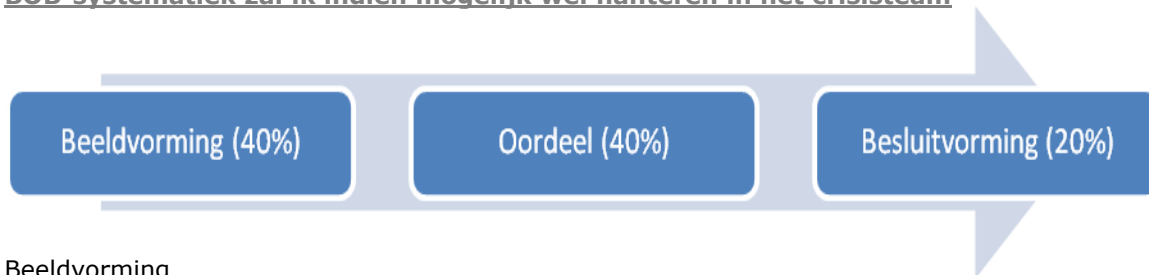 BOB-systematiek zal ik indien mogelijk wel hanteren in het crisisteam
Beeldvorming (40%)
Oordeel (40%)
Besluitvorming (20%)
Beeldvorming